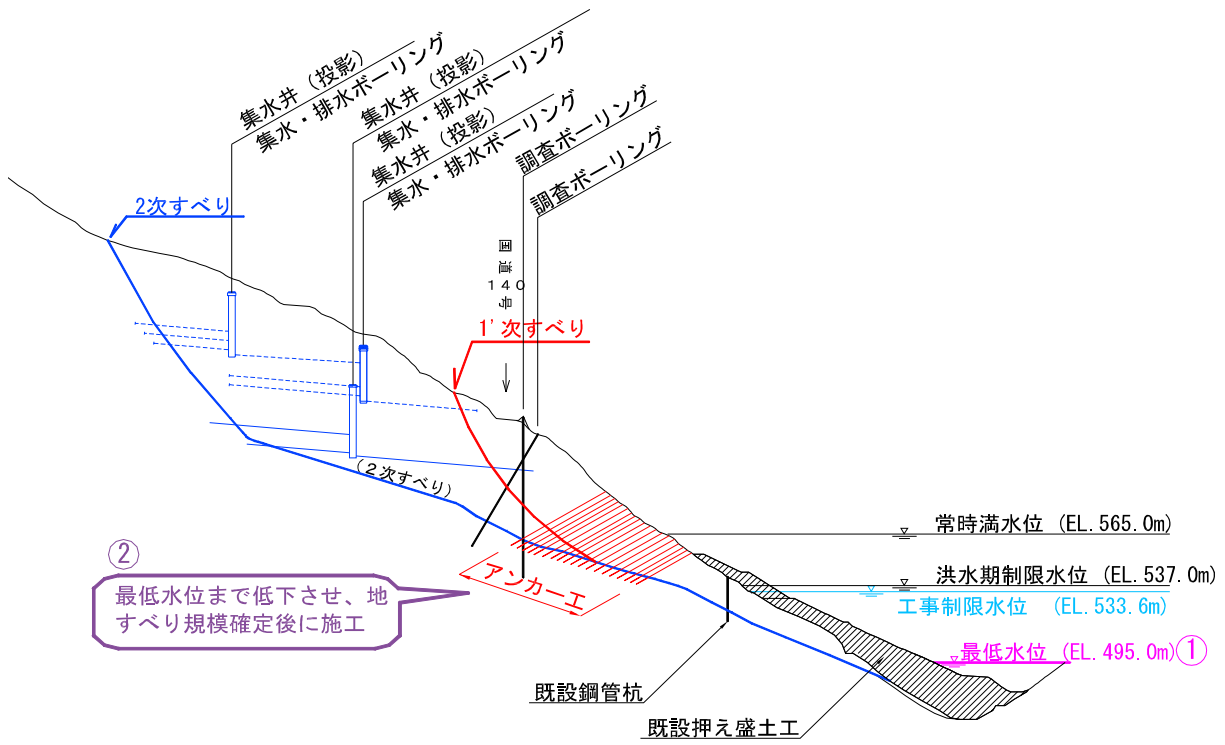 集水井（投影）
集水・排水ボーリング
集水井（投影）
集水・排水ボーリング
集水井（投影）
集水・排水ボーリング
調査ボーリング
調査ボーリング
2次すべり
国道140号
1'次すべり
(２次すべり)
常時満水位 (EL.565.0m)
洪水期制限水位 (EL.537.0m)
工事制限水位 (EL.533.6m)
最低水位 (EL.495.0m)①
②
最低水位まで低下させ、地
すべり規模確定後に施工
アンカー工
既設鋼管杭
既設押え盛土工